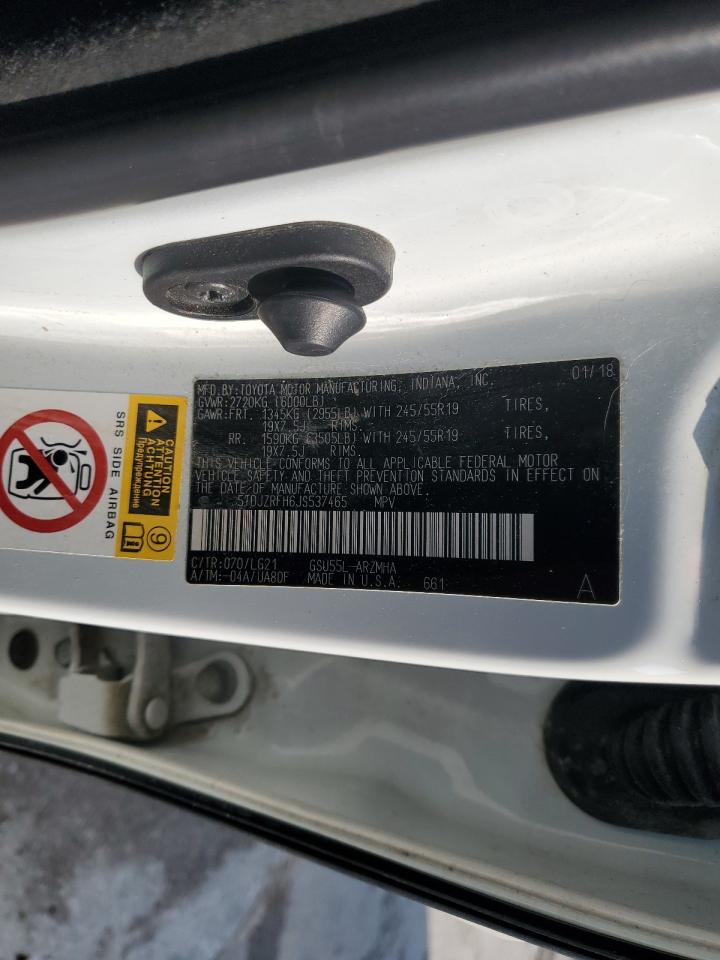 MFD.BY:TOYOTA MOTOR MANUFACTURING, INDIANA, INC. 01/18
GVWR:2720KG (6000LB)
GAWR:FRT. 1345KG (2955LB) WITH 245/55R19 TIRES,
19X7.5J RIMS.
RR. 1590KG (3505LB) WITH 245/55R19 TIRES,
19X7.5J RIMS.
THIS VEHICLE CONFORMS TO ALL APPLICABLE FEDERAL MOTOR
VEHICLE SAFETY AND THEFT PREVENTION STANDARDS IN EFFECT ON
THE DATE OF MANUFACTURE SHOWN ABOVE.
5TDJZRFH6JS537465 MPV
C/TR:070/LG21 GSU55L-ARZMHA
A/TM:-04A/UA80F MADE IN U.S.A. 661 A
SRS SIDE AIRBAG
CAUTION
ATTENTION
ACHTUNG
Предупреждение
9